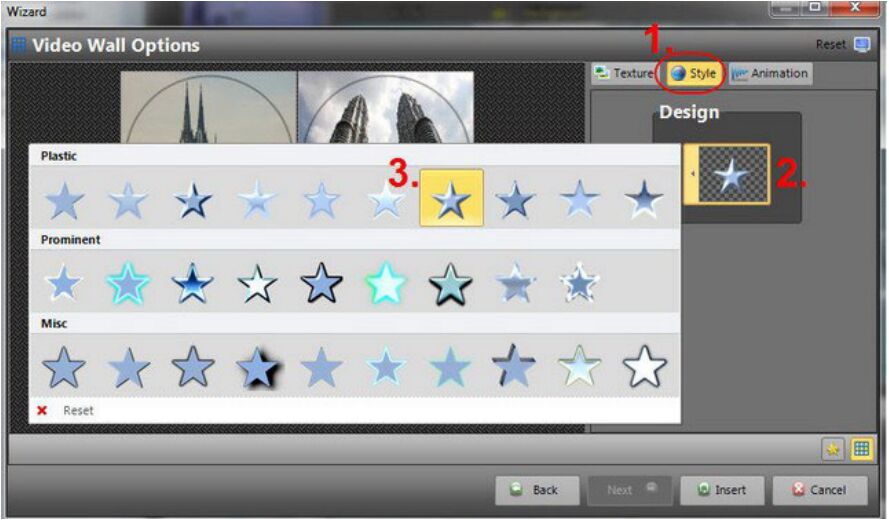 Wizard
Video Wall Options
Reset
1.
Texture
Style
Animation
Design
2.
Plastic
3.
Prominent
Misc
Reset
Back
Next
Insert
Cancel